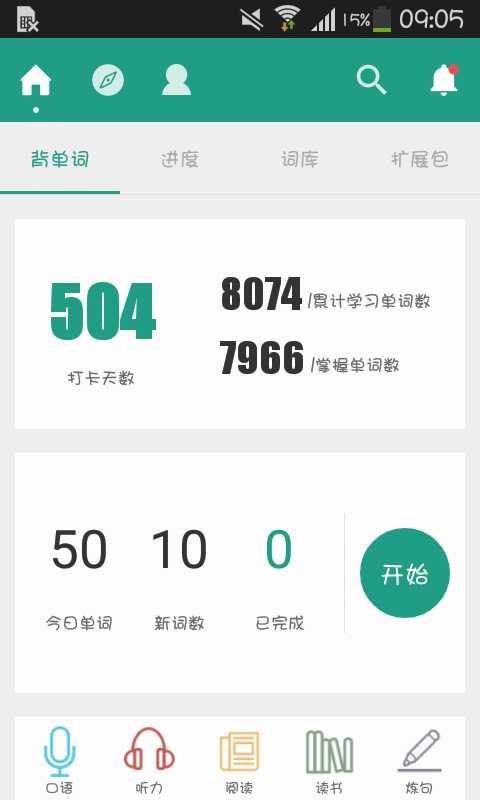 15% 09:05
背单词 进度 词库 扩展包
504
打卡天数
8074 /累计学习单词数
7966 /掌握单词数
50 10 0
今日单词 新词数 已完成
开始
口语 听力 阅读 读书 炼句